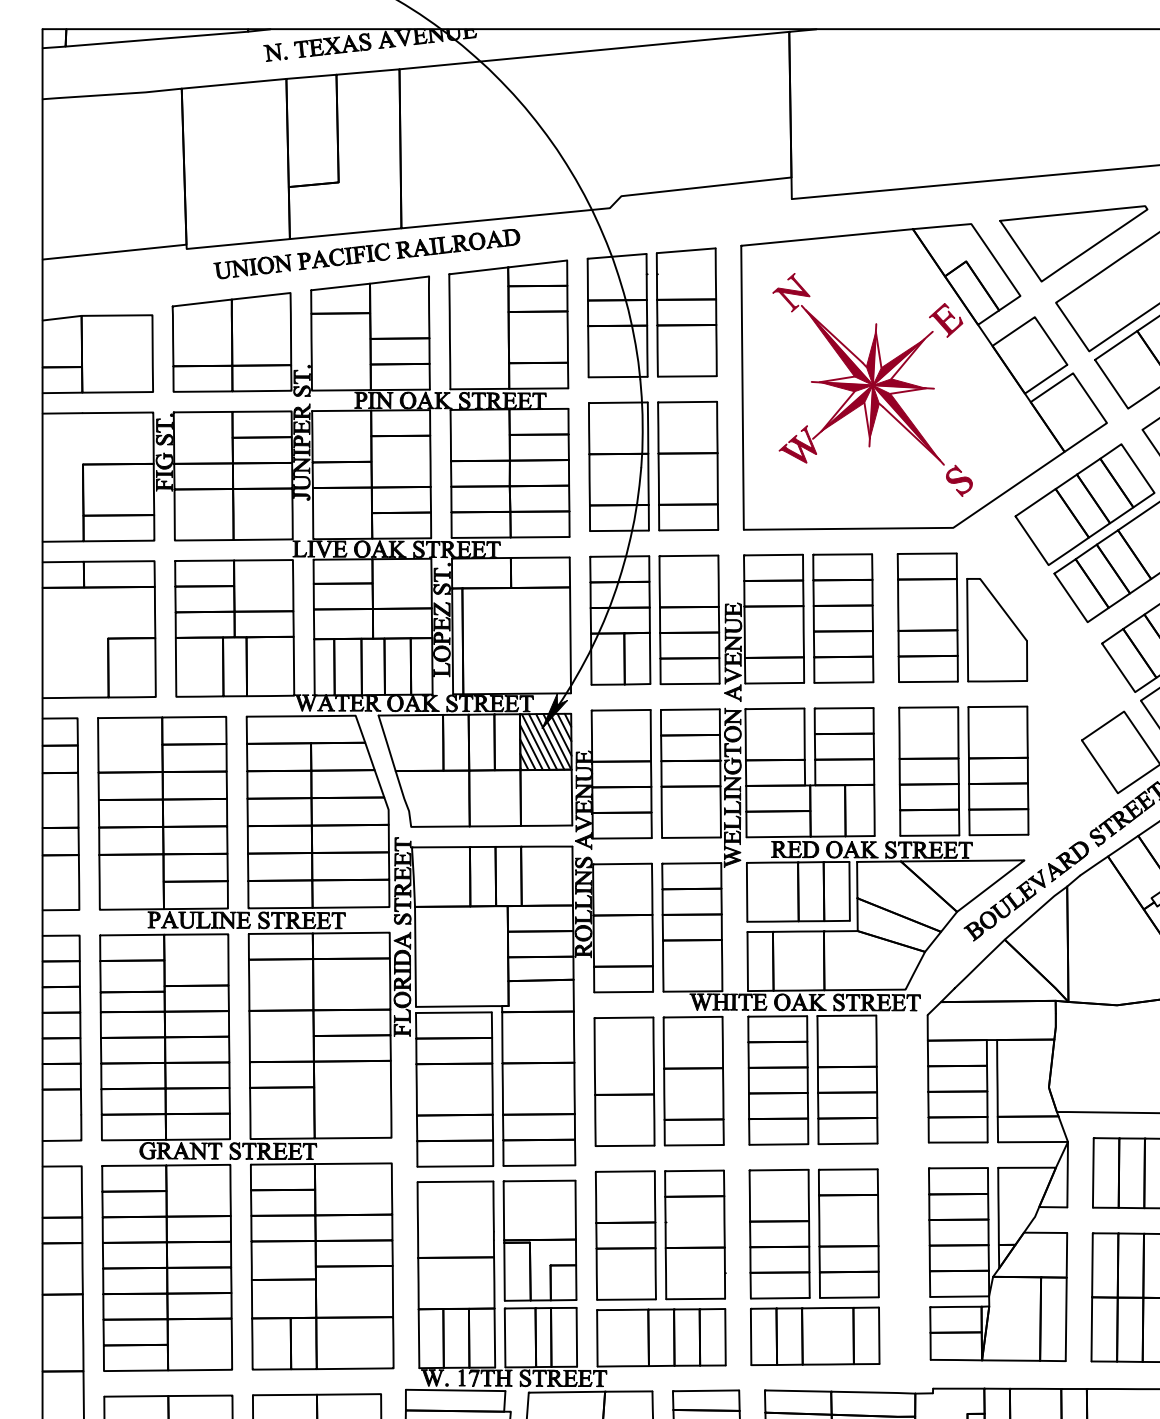 N. TEXAS AVENUE
UNION PACIFIC RAILROAD
N
E
W
S
JUNIPER ST.
PIN OAK STREET
FIG ST.
LIVE OAK STREET
LOPEZ ST.
WELLINGTON AVENUE
WATER OAK STREET
ROLLINS AVENUE
BOULEVARD STREET
RED OAK STREET
FLORIDA STREET
PAULINE STREET
WHITE OAK STREET
GRANT STREET
W. 17TH STREET